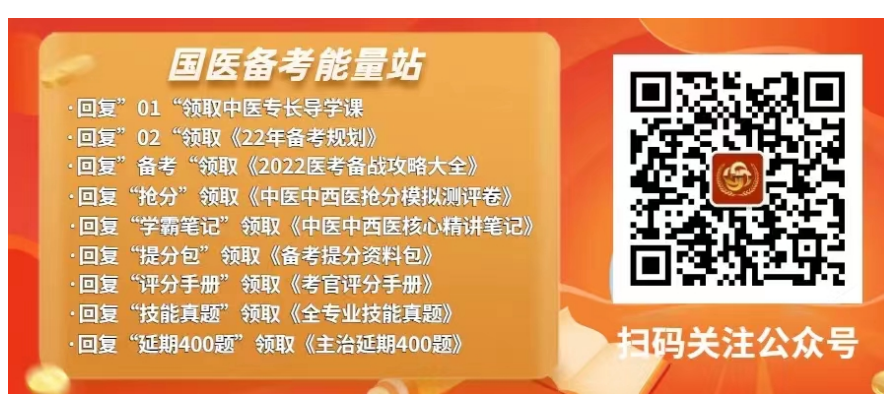 国医备考能量站
·回复”01“领取中医专长导学课
·回复”02“领取《22年备考规划》
·回复”备考“领取《2022医考备战攻略大全》
·回复“抢分”领取《中医中西医抢分模拟测评卷》
·回复“学霸笔记”领取《中医中西医核心精讲笔记》
·回复“提分包”领取《备考提分资料包》
·回复“评分手册”领取《考官评分手册》
·回复“技能真题”领取《全专业技能真题》
·回复“延期400题”领取《主治延期400题》
扫码关注公众号